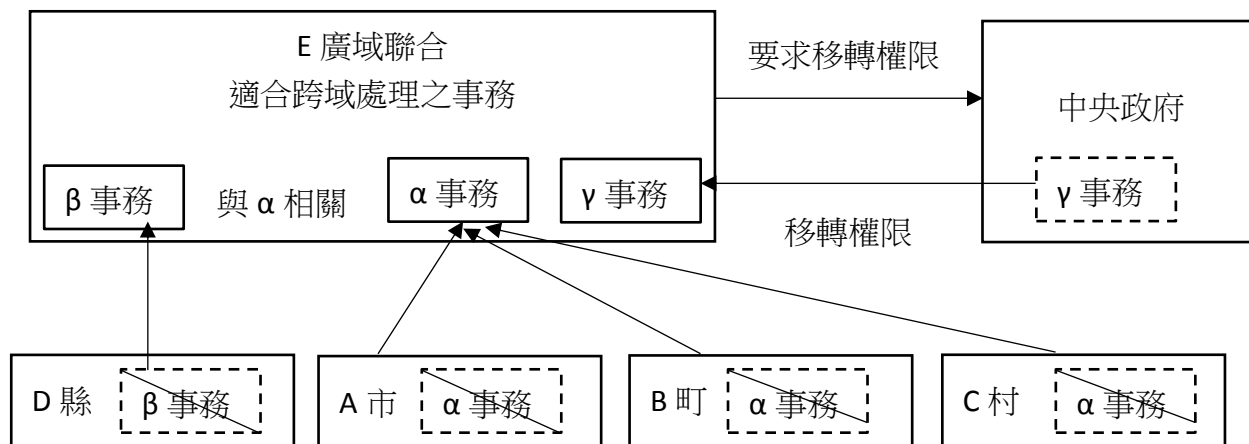 E 廣域聯合
適合跨域處理之事務
β 事務
與 α 相關
α 事務
γ 事務
要求移轉權限
移轉權限
中央政府
γ 事務
D 縣
β 事務
A 市
α 事務
B 町
α 事務
C 村
α 事務